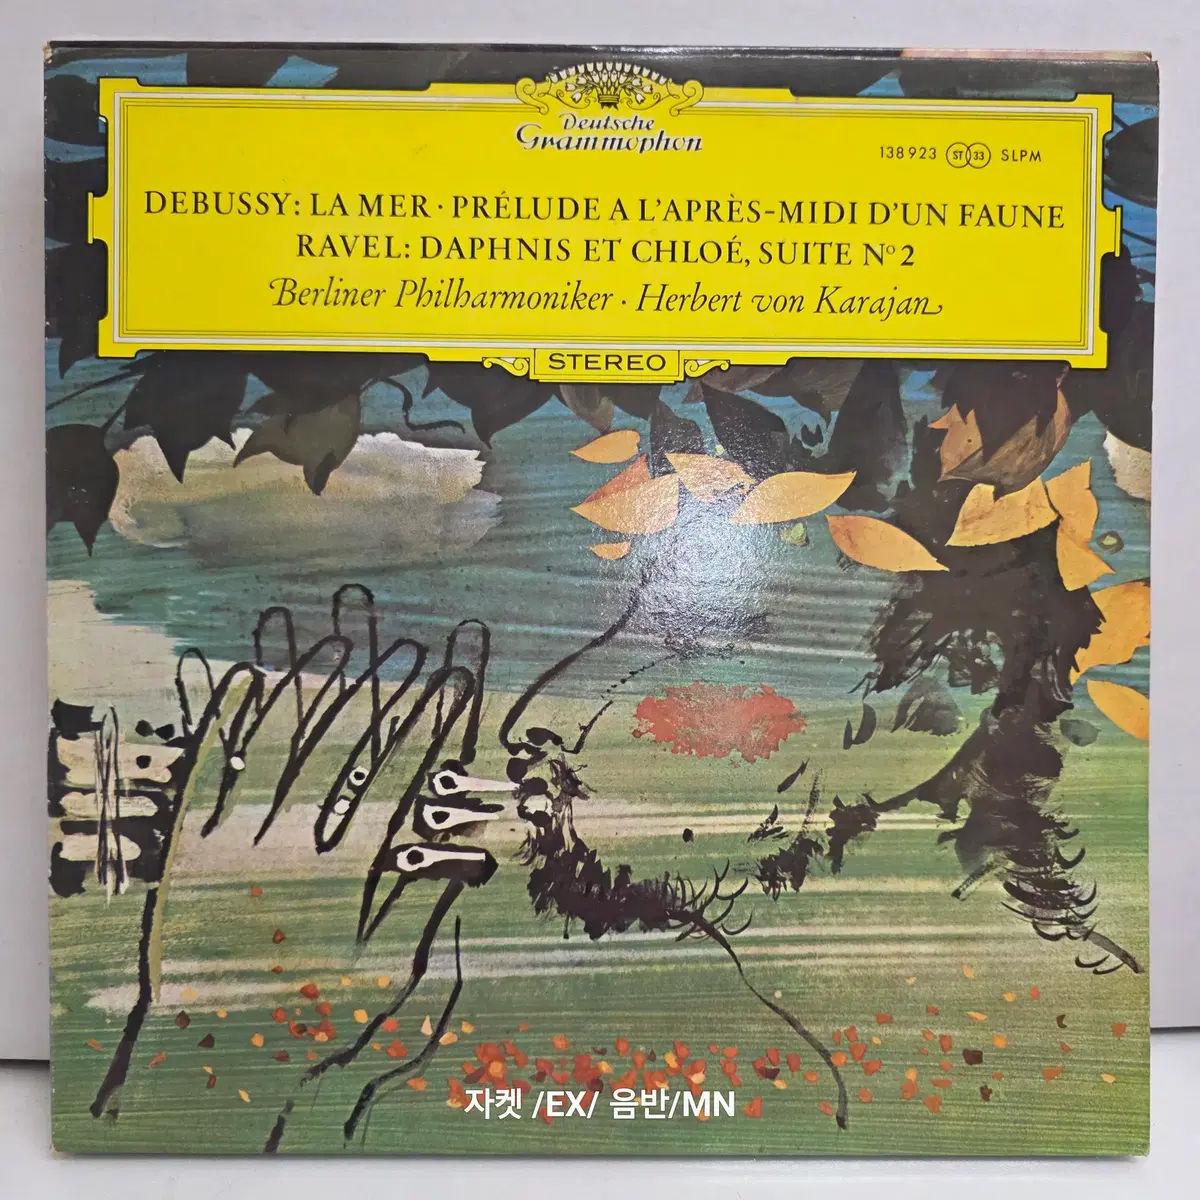 Deutsche
Grammophon
138 923 ST 33 SLPM
DEBUSSY: LA MER · PRÉLUDE A L'APRÈS-MIDI D'UN FAUNE
RAVEL: DAPHNIS ET CHLOÉ, SUITE Nº 2
Berliner Philharmoniker · Herbert von Karajan
STEREO
자켓 /EX/ 음반/MN